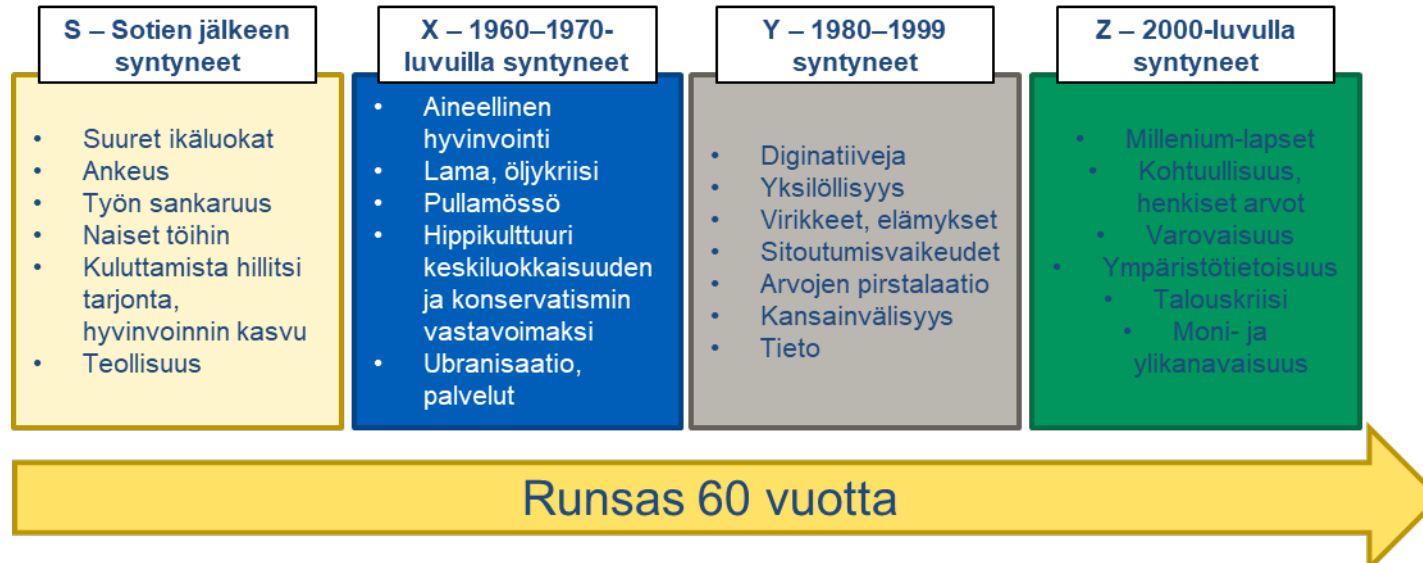 S – Sotien jälkeen
syntyneet
• Suuret ikäluokat
• Ankeus
• Työn sankaruus
• Naiset töihin
• Kuluttamista hillitsi
tarjonta,
hyvinvoinnin kasvu
• Teollisuus
X – 1960–1970-
luvuilla syntyneet
• Aineellinen
hyvinvointi
• Lama, öljykriisi
• Pullamössö
• Hippikulttuuri
keskiluokkaisuuden
ja konservatismin
vastavoimaksi
• Ubranisaatio,
palvelut
Y – 1980–1999
syntyneet
• Diginatiiveja
• Yksilöllisyys
• Virikkeet, elämykset
• Sitoutumisvaikeudet
• Arvojen pirstalaatio
• Kansainvälisyys
• Tieto
Z – 2000-luvulla
syntyneet
• Millenium-lapset
• Kohtuullisuus,
henkiset arvot
• Varovaisuus
• Ympäristötietoisuus
• Talouskriisi
• Moni- ja
ylikanavaisuus
Runsas 60 vuotta